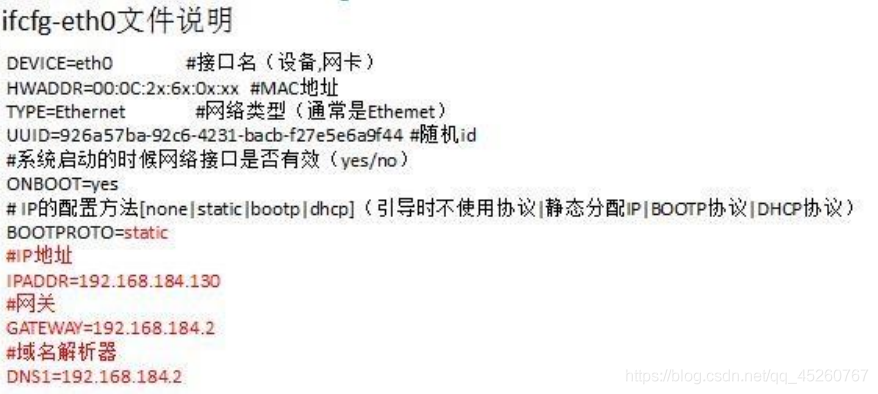 ifcfg-eth0文件说明
DEVICE=eth0 #接口名（设备,网卡）
HWADDR=00:0C:2x:6x:0x:xx #MAC地址
TYPE=Ethernet #网络类型（通常是Ethemet）
UUID=926a57ba-92c6-4231-bacb-f27e5e6a9f44 #随机id
#系统启动的时候网络接口是否有效（yes/no）
ONBOOT=yes
# IP的配置方法[none|static|bootp|dhcp]（引导时不使用协议|静态分配IP|BOOTP协议|DHCP协议）
BOOTPROTO=static
#IP地址
IPADDR=192.168.184.130
#网关
GATEWAY=192.168.184.2
#域名解析器
DNS1=192.168.184.2
https://blog.csdn.net/qq_45260767